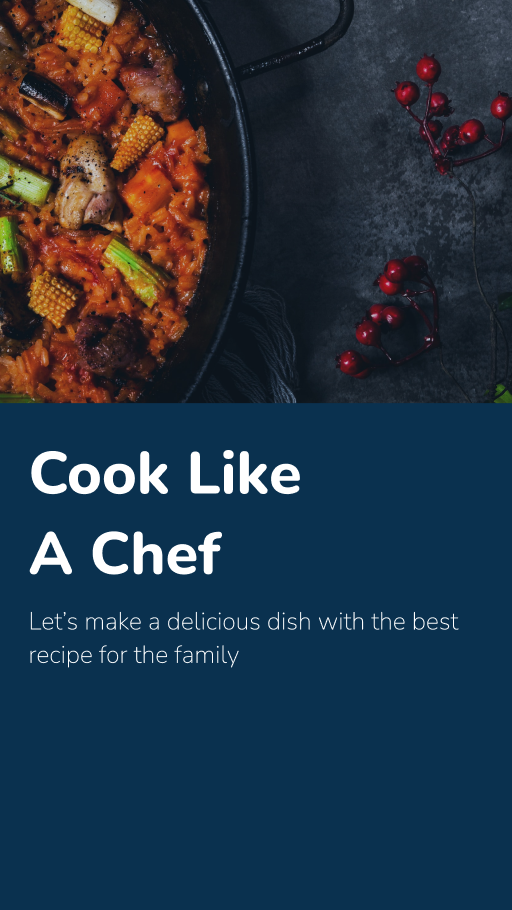 Cook Like
A Chef
Let’s make a delicious dish with the best
recipe for the family